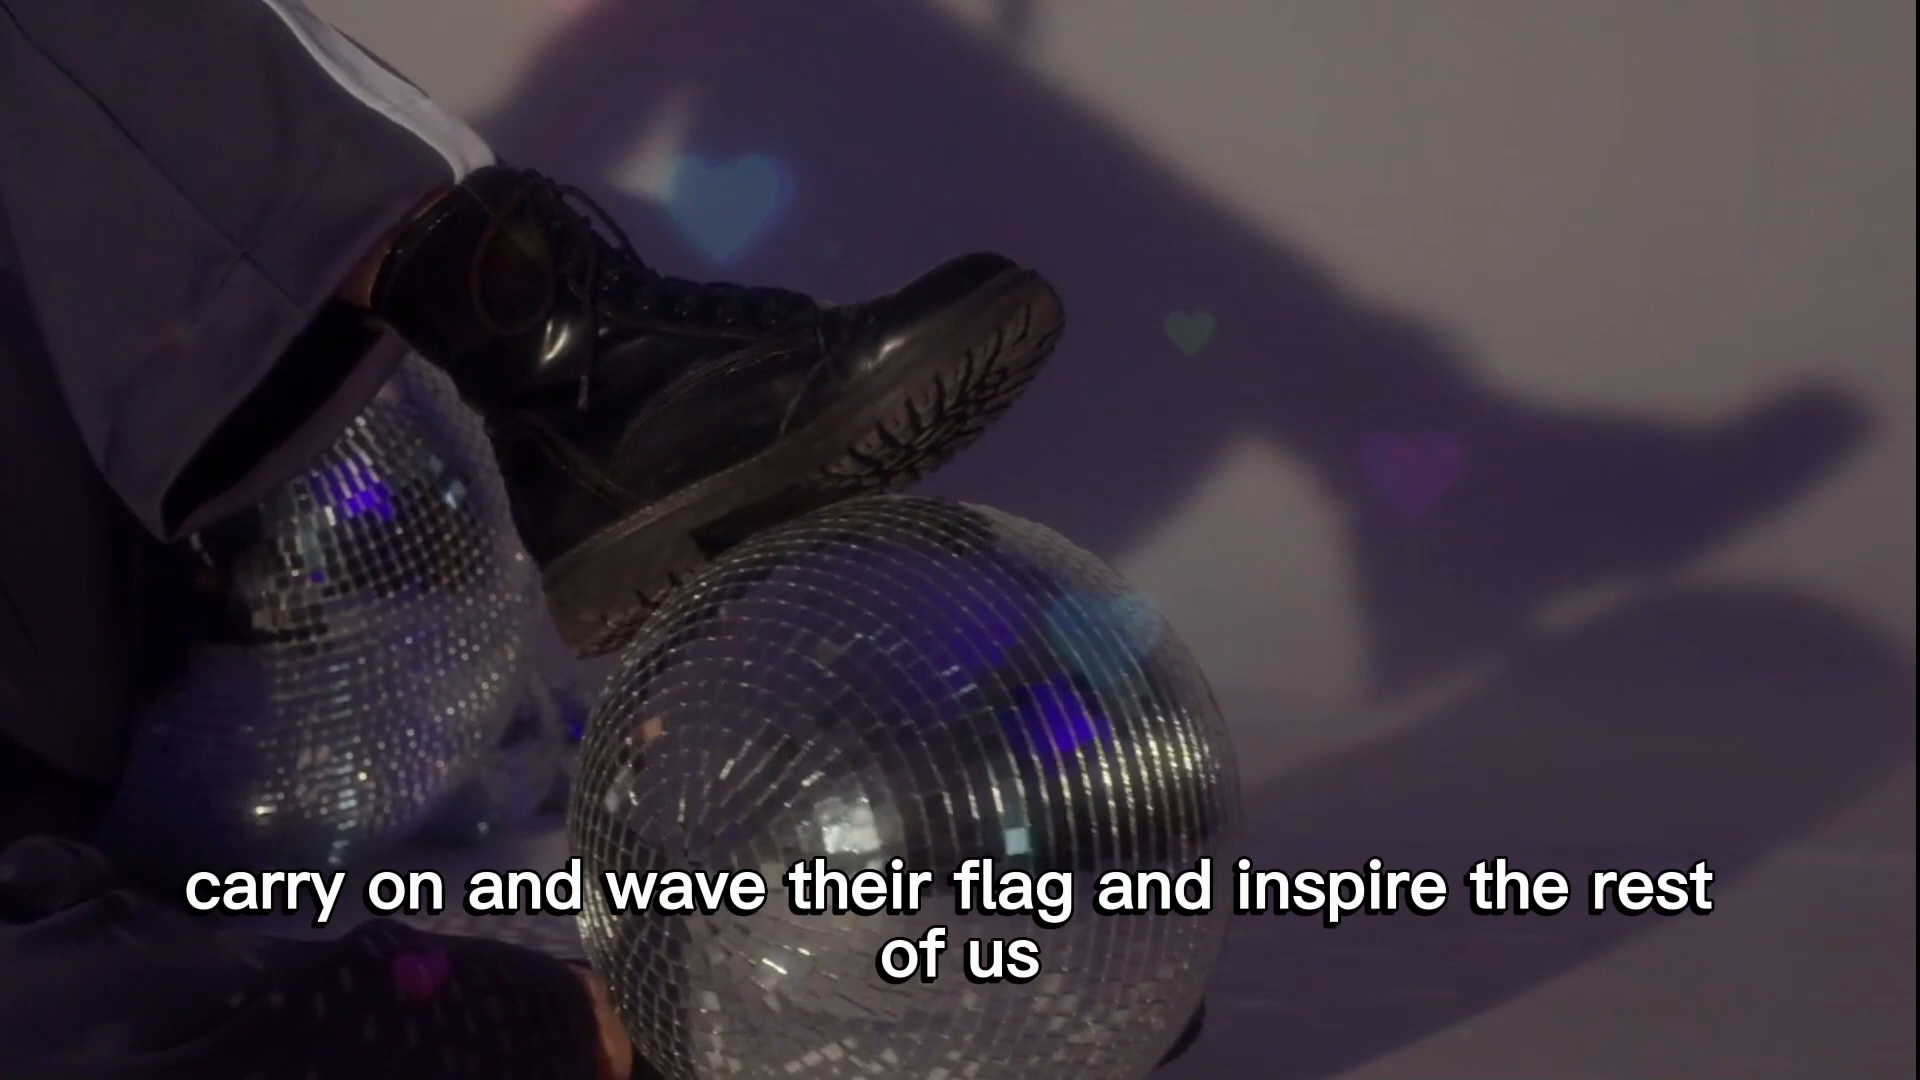 carry on and wave their flag and inspire the rest
of us